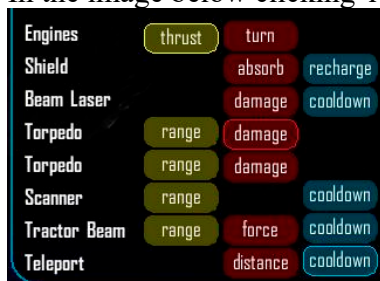 Engines thrust turn
Shield absorb recharge
Beam Laser damage cooldown
Torpedo range damage
Torpedo range damage
Scanner range cooldown
Tractor Beam range force cooldown
Teleport distance cooldown